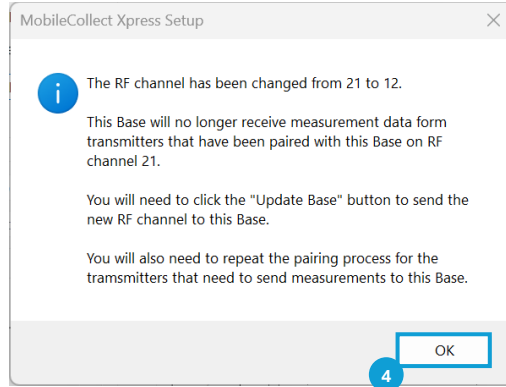 MobileCollect Xpress Setup
The RF channel has been changed from 21 to 12.
This Base will no longer receive measurement data form
transmitters that have been paired with this Base on RF
channel 21.
You will need to click the "Update Base" button to send the
new RF channel to this Base.
You will also need to repeat the pairing process for the
tramsmitters that need to send measurements to this Base.
OK
4